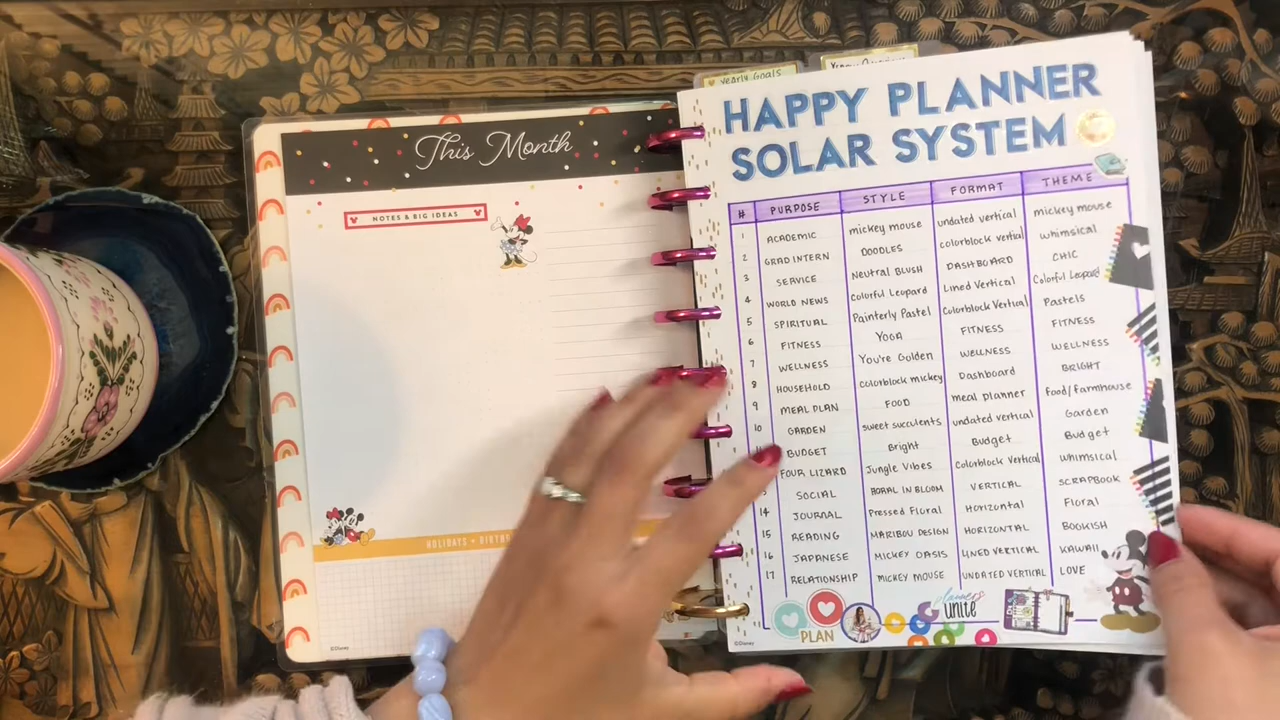 This Month
NOTES & BIG IDEAS
HOLIDAYS + BIRTH
©Disney
Yearly Goals
HAPPY PLANNER
SOLAR SYSTEM
# PURPOSE STYLE FORMAT THEME
1 ACADEMIC mickey mouse undated vertical mickey mouse
2 GRAD INTERN DOODLES colorblock vertical whimsical
3 SERVICE Neutral BLUSH DASHBOARD CHIC
4 WORLD NEWS Colorful Leopard Lined Vertical Colorful Leopard
5 SPIRITUAL Painterly Pastel Colorblock Vertical Pastels
6 FITNESS YOGA FITNESS FITNESS
7 WELLNESS You're Golden WELLNESS WELLNESS
8 HOUSEHOLD colorblock mickey Dashboard BRIGHT
9 MEAL PLAN FOOD meal planner food/farmhouse
10 GARDEN sweet succulents undated vertical Garden
BUDGET Bright Budget Budget
FOUR LIZARD Jungle Vibes Colorblock Vertical whimsical
SOCIAL FLORAL IN BLOOM VERTICAL SCRAPBOOK
14 JOURNAL Pressed Floral Horizontal Floral
15 READING MARIBOU DESIGN HORIZONTAL BOOKISH
16 JAPANESE MICKEY OASIS LINED VERTICAL KAWAII
17 RELATIONSHIP MICKEY MOUSE UNDATED VERTICAL LOVE
PLAN
planners
UNITE
©Disney